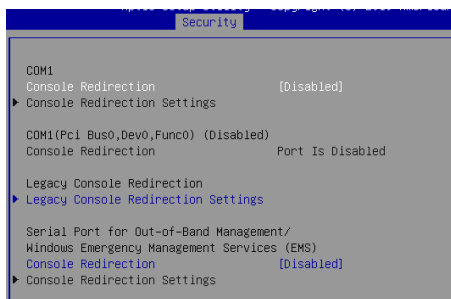 Security
COM1
Console Redirection [Disabled]
Console Redirection Settings
COM1(Pci Bus0,Dev0,Func0) (Disabled)
Console Redirection Port Is Disabled
Legacy Console Redirection
Legacy Console Redirection Settings
Serial Port for Out-of-Band Management/
Windows Emergency Management Services (EMS)
Console Redirection [Disabled]
Console Redirection Settings